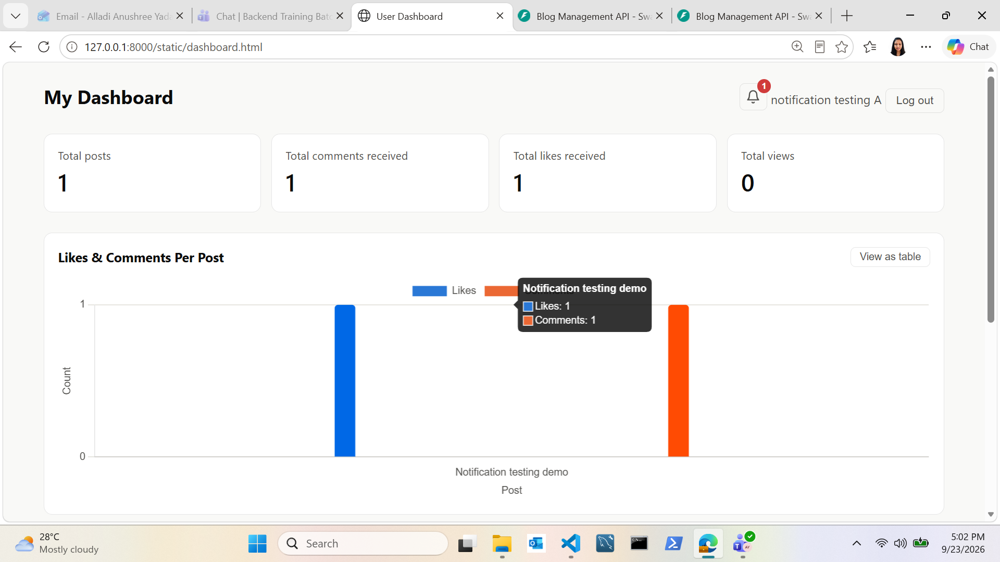 Email - Alladi Anushree Yada
Chat | Backend Training Batc
User Dashboard
Blog Management API - Swa
Blog Management API - Swa
127.0.0.1:8000/static/dashboard.html
Chat
My Dashboard
1
notification testing A
Log out
Total posts
1
Total comments received
1
Total likes received
1
Total views
0
Likes & Comments Per Post
View as table
Likes
Notification testing demo
Likes: 1
Comments: 1
1
Count
0
Notification testing demo
Post
28°C
Mostly cloudy
Search
AY
5:02 PM
9/23/2026